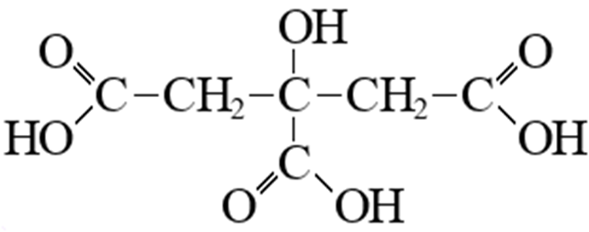 OH
O O
C–CH₂–C–CH₂–C
HO C OH
O OH